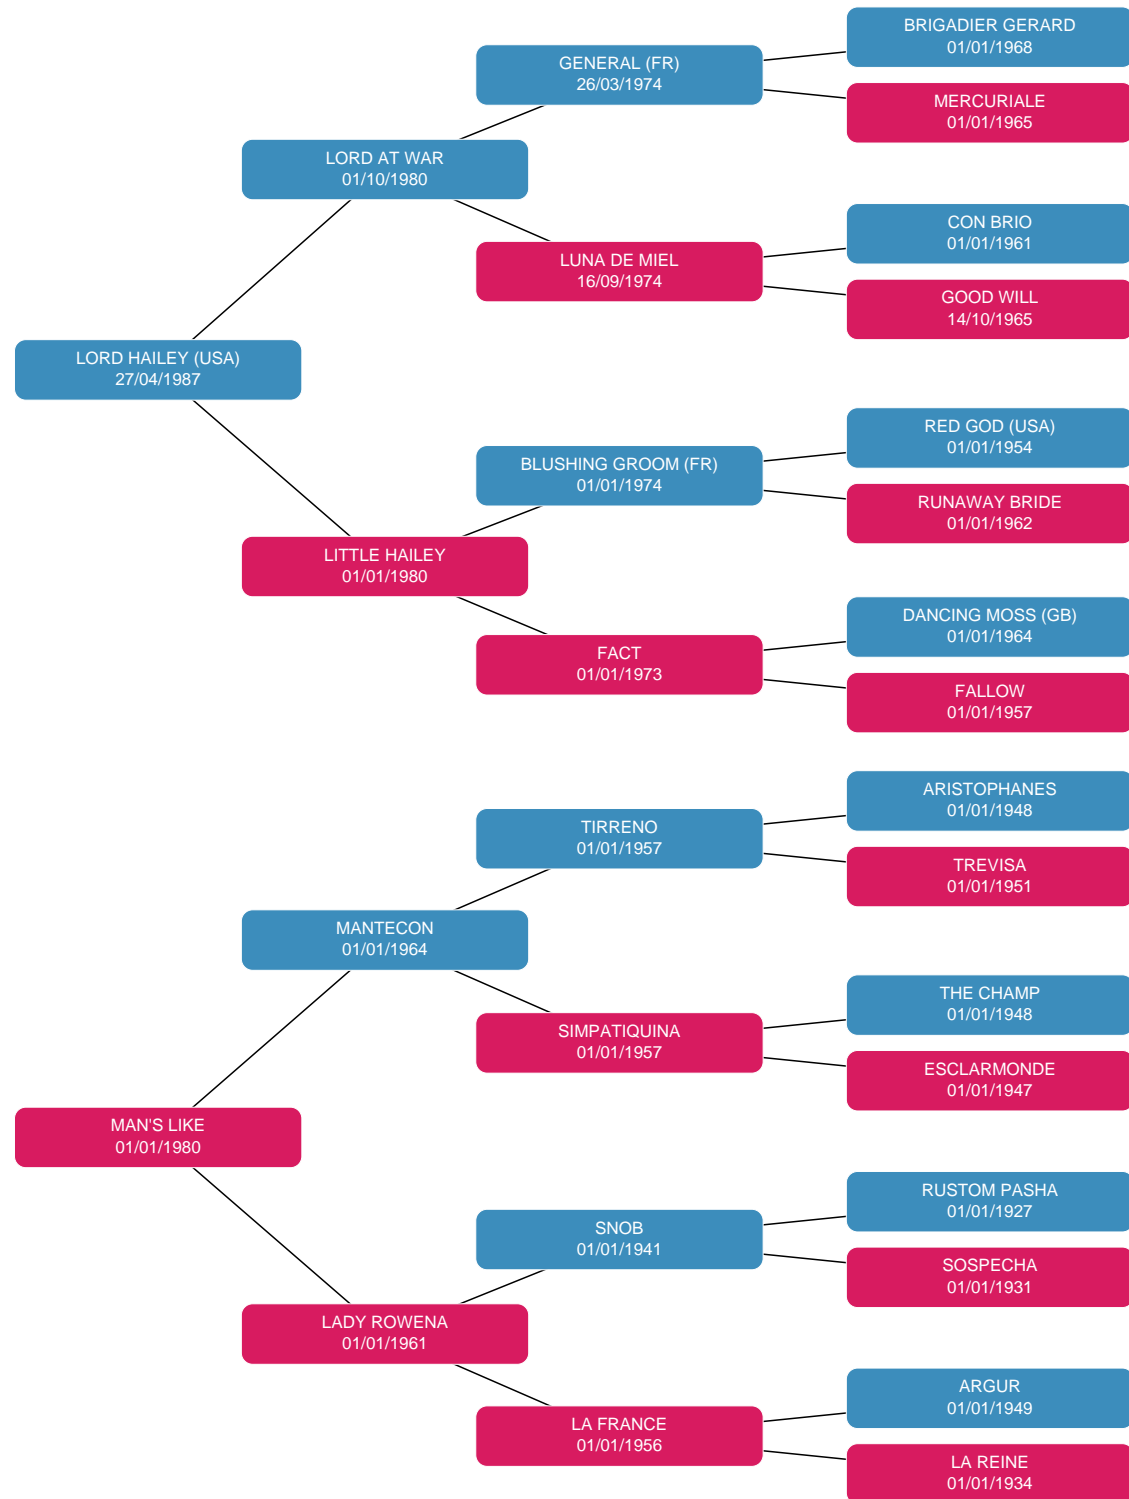 BRIGADIER GERARD
01/01/1968
GENERAL (FR)
26/03/1974
MERCURIALE
01/01/1965
LORD AT WAR
01/10/1980
CON BRIO
01/01/1961
LUNA DE MIEL
16/09/1974
GOOD WILL
14/10/1965
LORD HAILEY (USA)
27/04/1987
RED GOD (USA)
01/01/1954
BLUSHING GROOM (FR)
01/01/1974
RUNAWAY BRIDE
01/01/1962
LITTLE HAILEY
01/01/1980
DANCING MOSS (GB)
01/01/1964
FACT
01/01/1973
FALLOW
01/01/1957
ARISTOPHANES
01/01/1948
TIRRENO
01/01/1957
TREVISA
01/01/1951
MANTECON
01/01/1964
THE CHAMP
01/01/1948
SIMPATIQUINA
01/01/1957
ESCLARMONDE
01/01/1947
MAN'S LIKE
01/01/1980
RUSTOM PASHA
01/01/1927
SNOB
01/01/1941
SOSPECHA
01/01/1931
LADY ROWENA
01/01/1961
ARGUR
01/01/1949
LA FRANCE
01/01/1956
LA REINE
01/01/1934